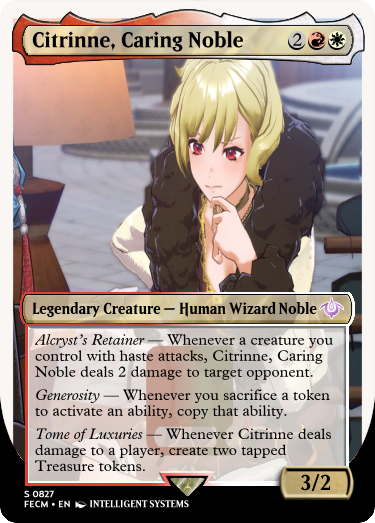 Citrinne, Caring Noble 2
Legendary Creature — Human Wizard Noble
Alcryst's Retainer — Whenever a creature you
control with haste attacks, Citrinne, Caring
Noble deals 2 damage to target opponent.
Generosity — Whenever you sacrifice a token
to activate an ability, copy that ability.
Tome of Luxuries — Whenever Citrinne deals
damage to a player, create two tapped
Treasure tokens.
3/2
S 0827
FECM • EN INTELLIGENT SYSTEMS